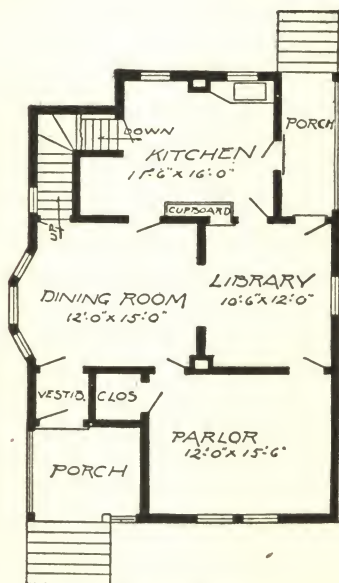 DOWN
PORCH
KITCHEN
11'-6" X 16'-0"
CUPBOARD
UP
LIBRARY
10'-6" X 12'-0"
DINING ROOM
12'-0" X 15'-0"
VESTIB.
CLOS
PARLOR
12'-0" X 15'-6"
PORCH